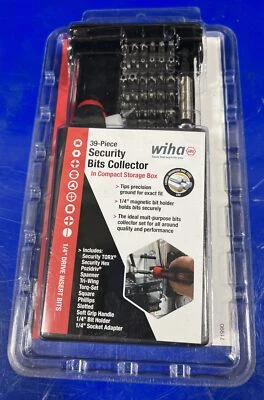 wiha
39-Piece
Security
Bits Collector
In Compact Storage Box
> Tips precision
ground for exact fit
> 1/4" magnetic bit holder
holds bits securely
> The ideal mult-purpose bits
collector set for all around
quality and performance
> Includes:
Security TORX®
Security Hex
Pozidriv®
Spanner
Tri-Wing
Torq-Set
Square
Phillips
Slotted
Soft Grip Handle
1/4" Bit Holder
1/4" Socket Adapter
1/4" DRIVE INSERT BITS
71990